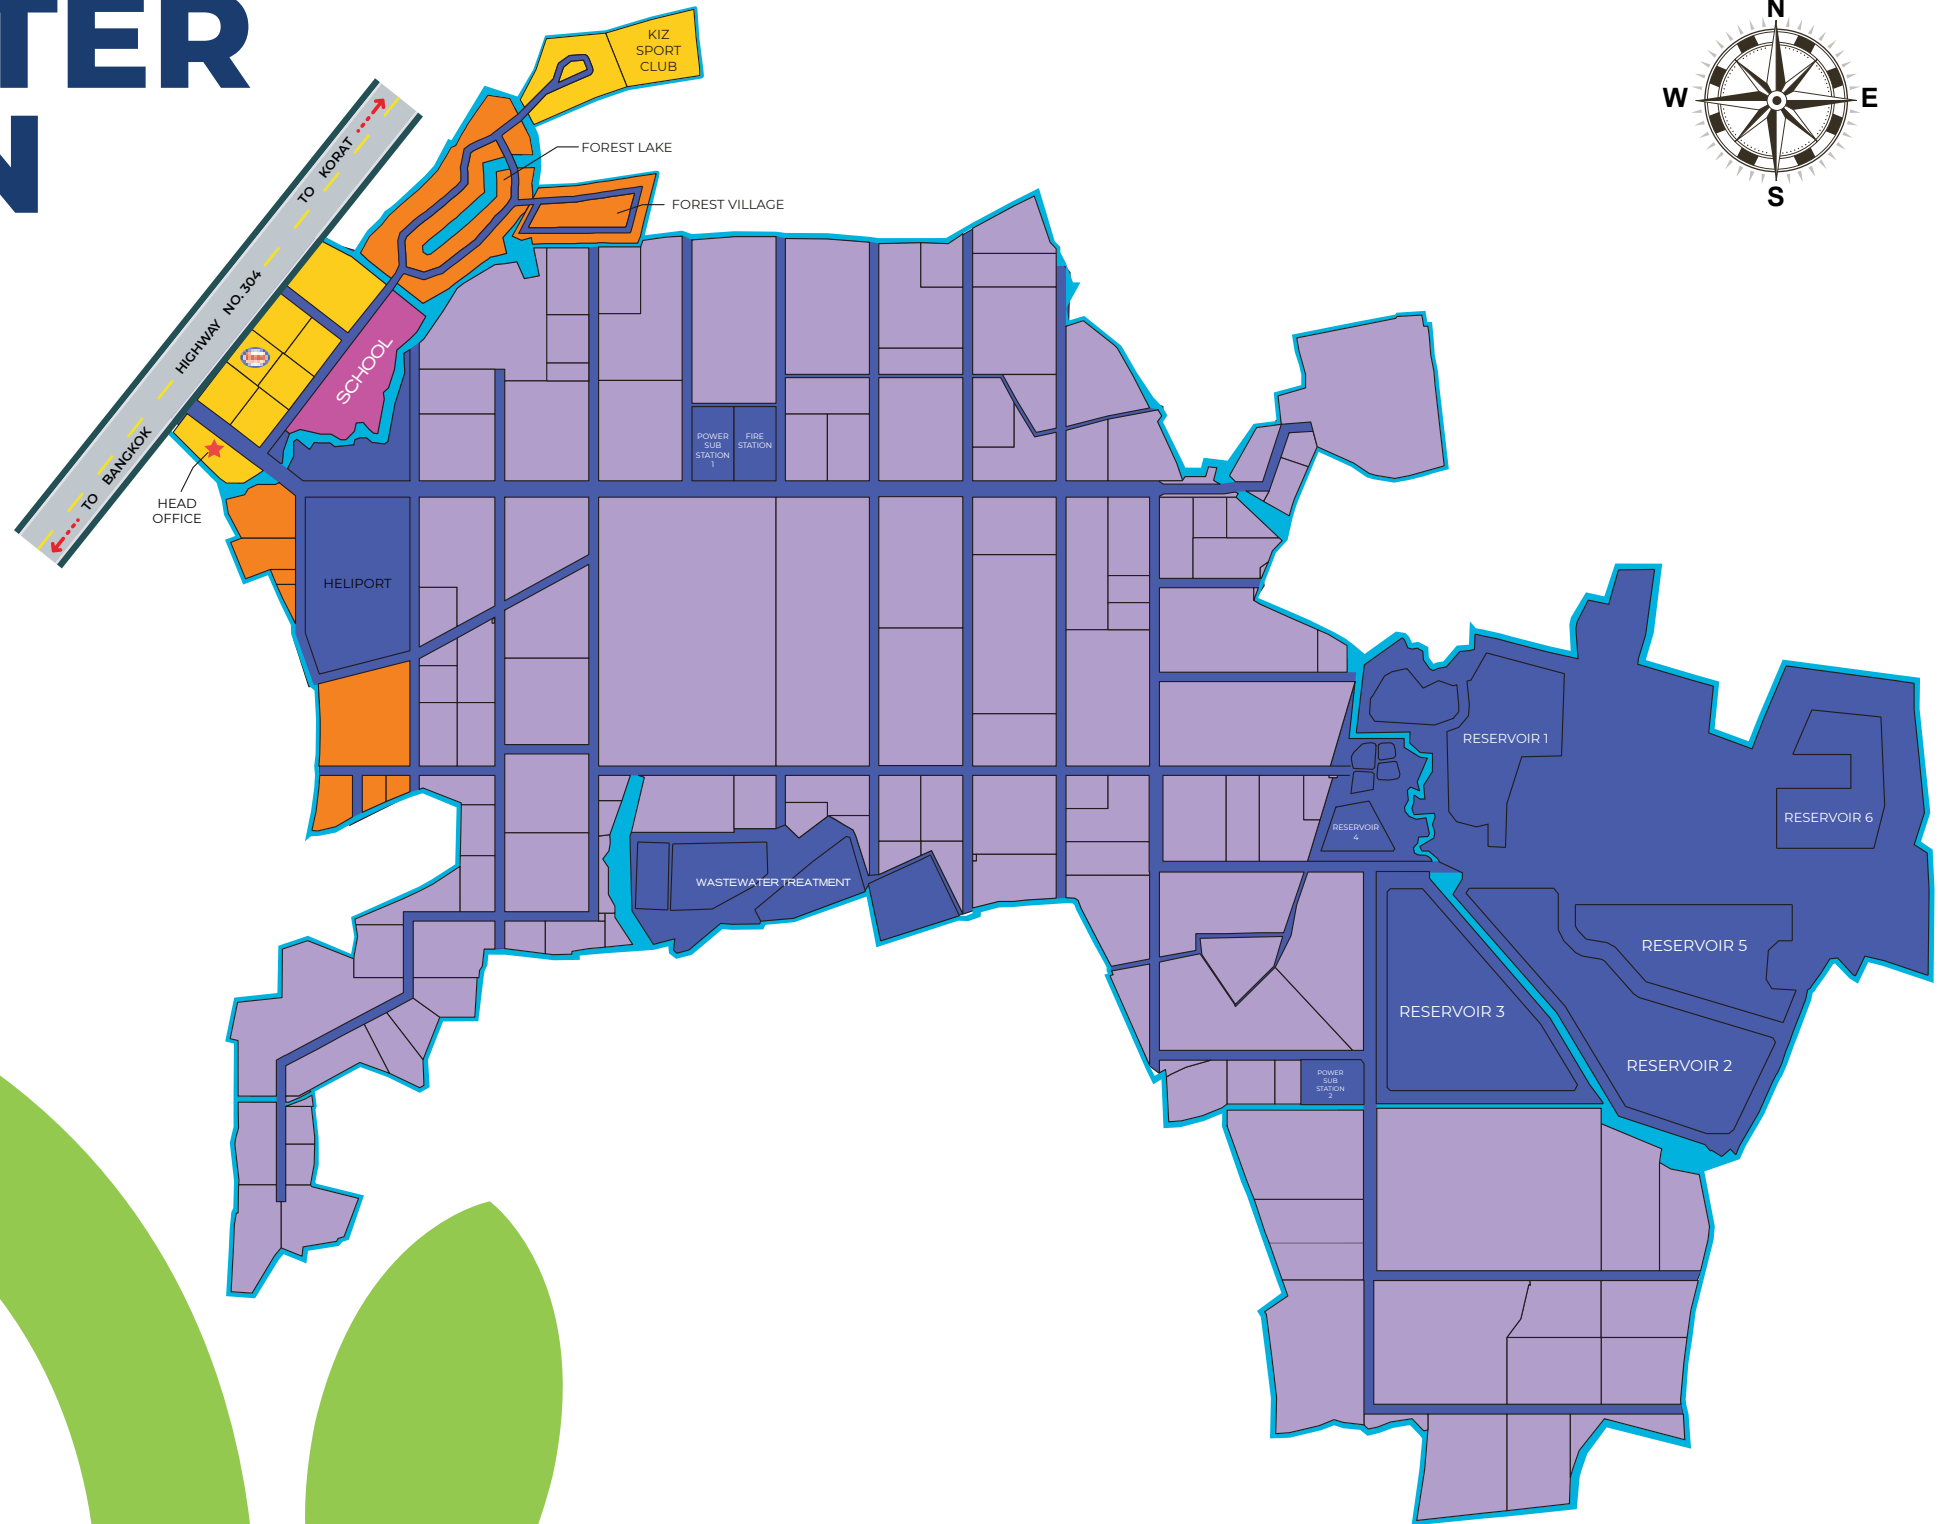 TER
N
N
W
E
S
KIZ
SPORT
CLUB
FOREST LAKE
FOREST VILLAGE
TO KORAT
HIGHWAY NO. 304
TO BANGKOK
SCHOOL
HEAD
OFFICE
HELIPORT
POWER
SUB
STATION
1
FIRE
STATION
WASTEWATER TREATMENT
RESERVOIR 1
RESERVOIR 6
RESERVOIR
4
RESERVOIR 5
RESERVOIR 3
RESERVOIR 2
POWER
SUB
STATION
2